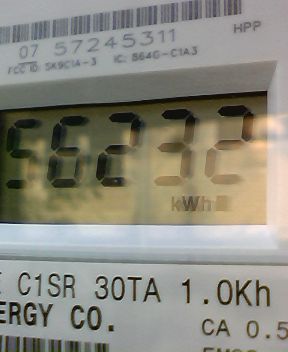 07 57245311 HPP
FCC ID: SK9C1A-3 IC: 864G-C1A3
56232
kWh
C1SR 30TA 1.0Kh
ERGY CO.
CA 0.5